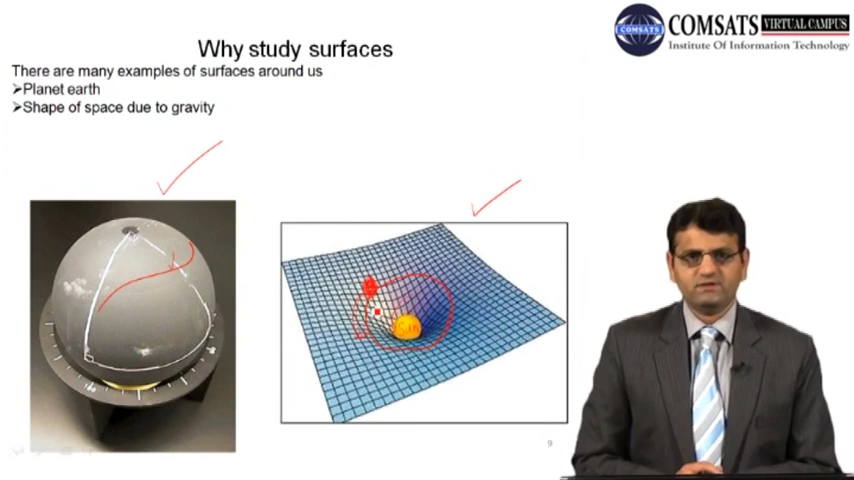 COMSATS VIRTUAL CAMPUS
COMSATS
Institute Of Information Technology
Why study surfaces
There are many examples of surfaces around us
➢Planet earth
➢Shape of space due to gravity
Sun
9